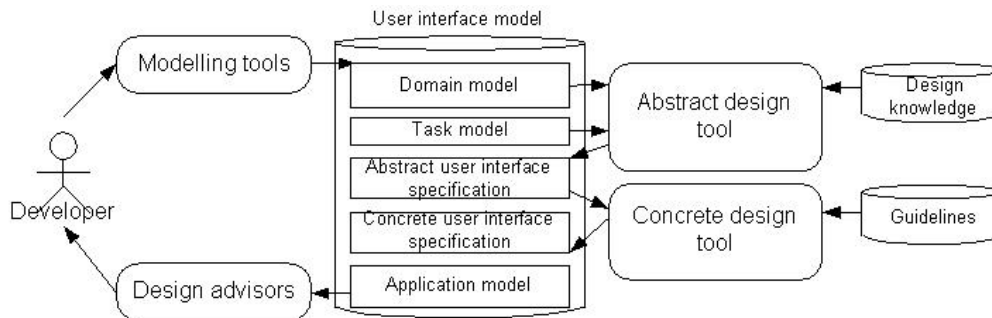 User interface model
Modelling tools
Domain model
Task model
Abstract user interface
specification
Concrete user interface
specification
Application model
Abstract design
tool
Design
knowledge
Concrete design
tool
Guidelines
Developer
Design advisors